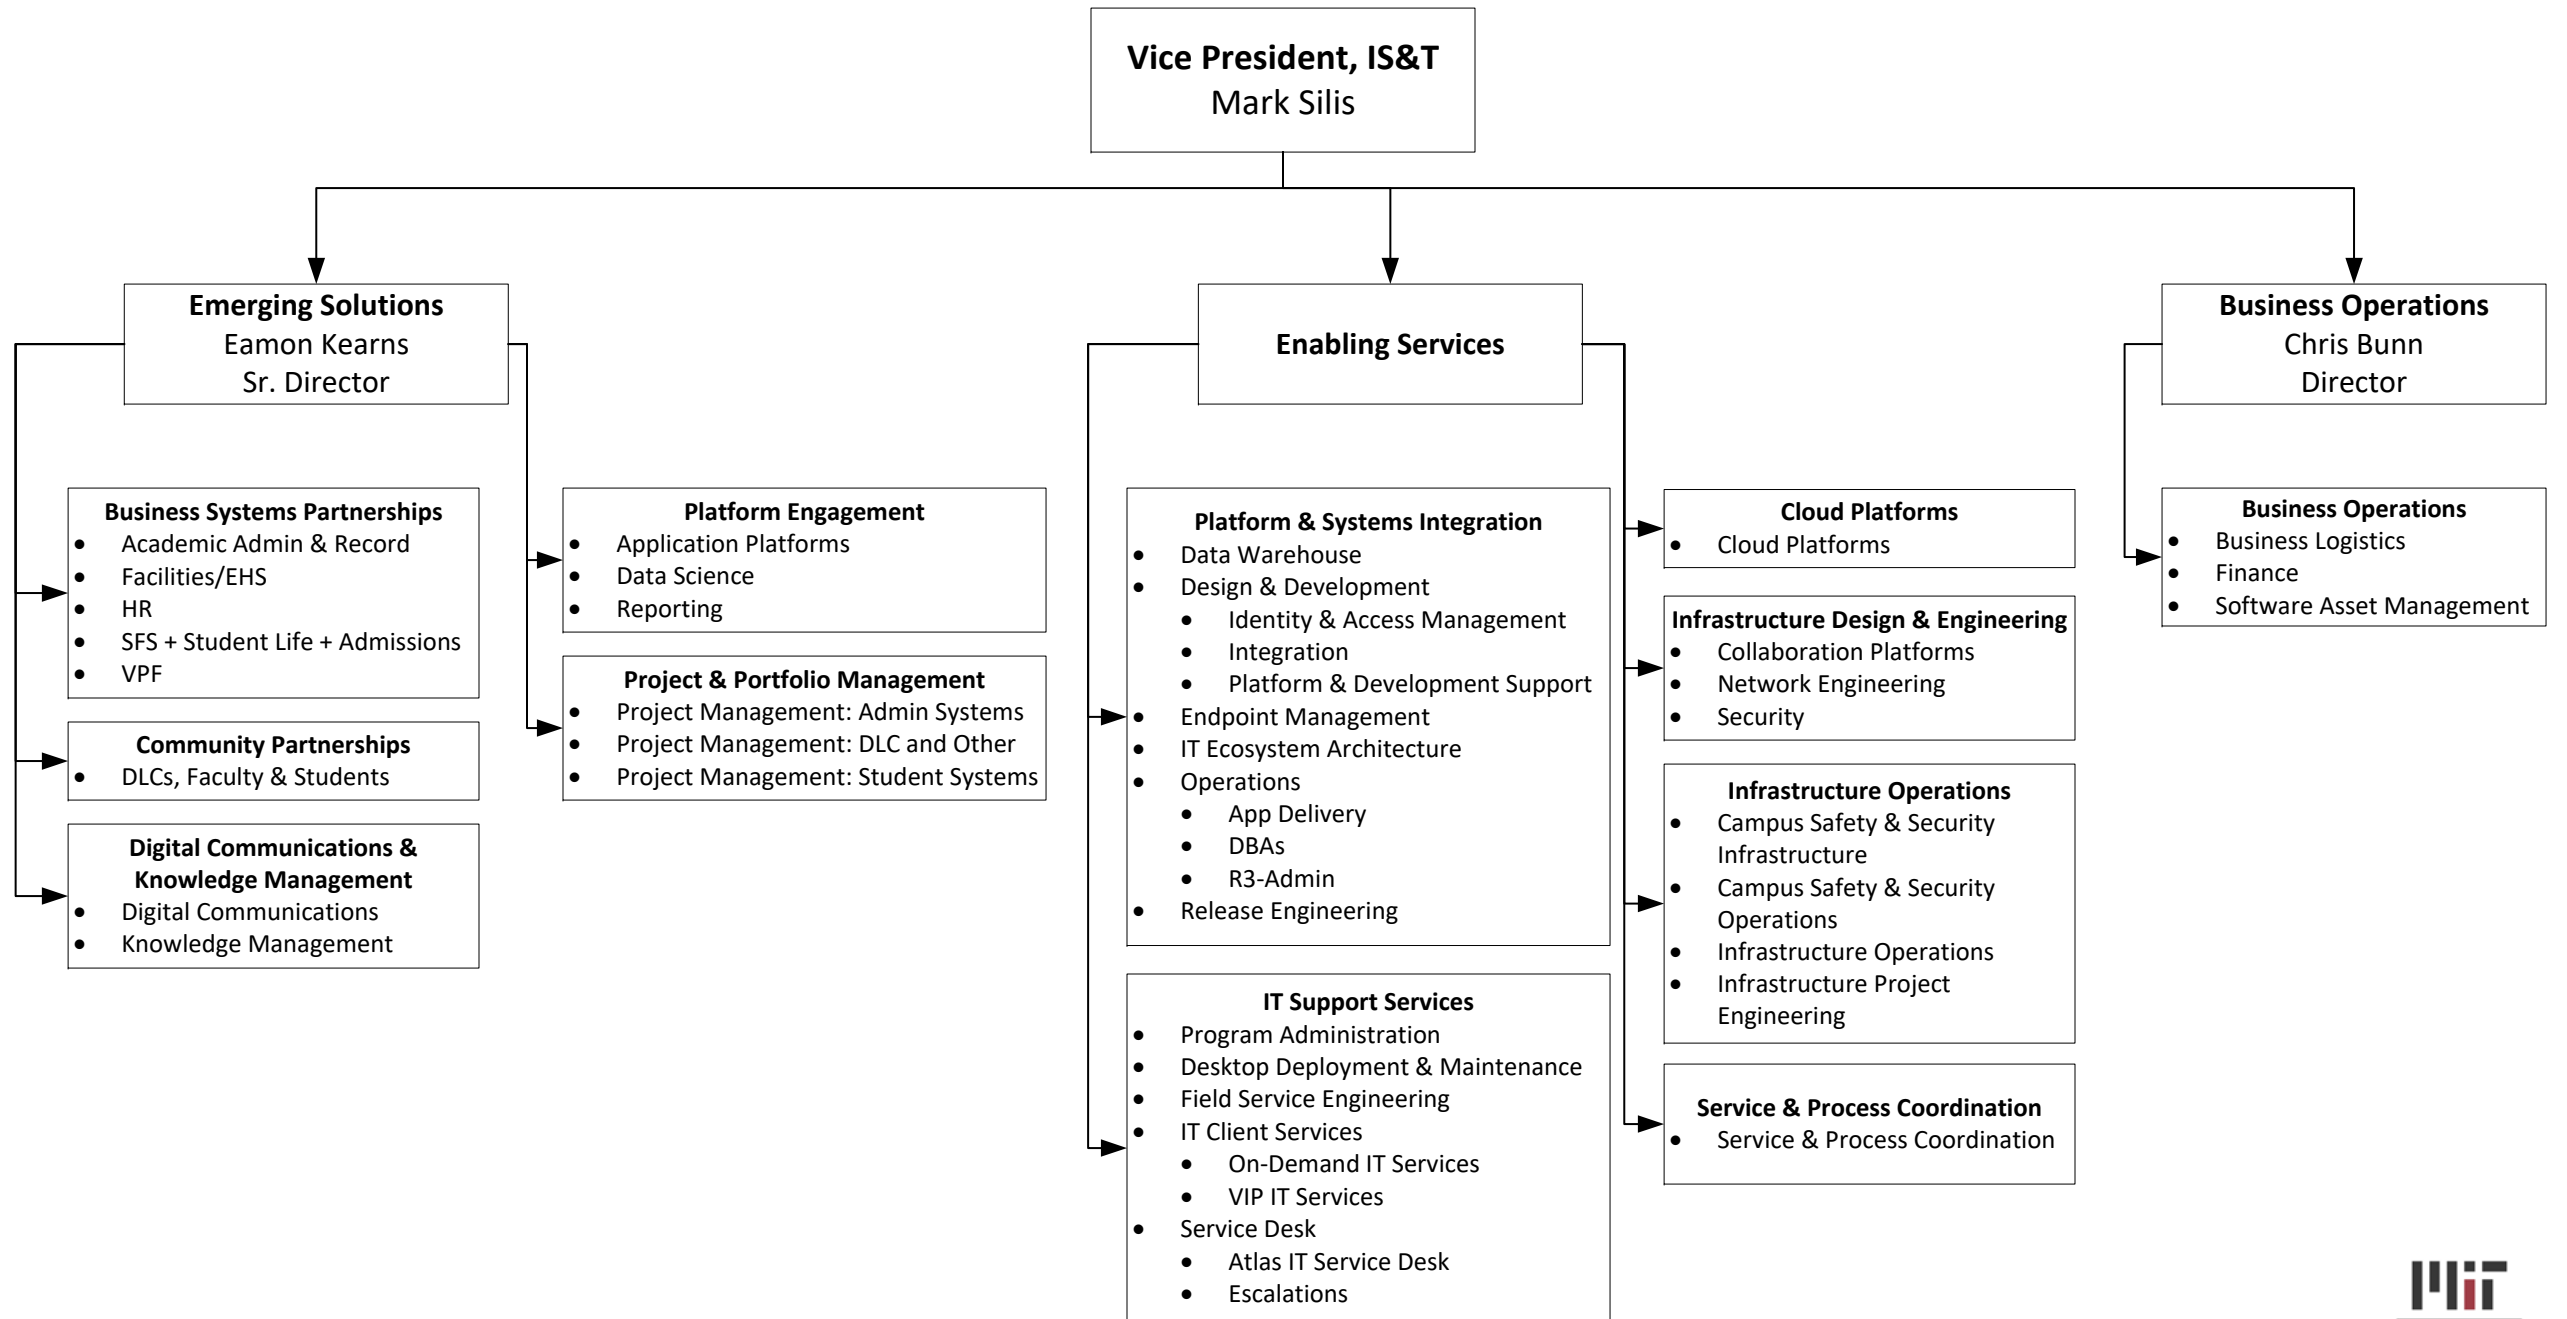 Vice President, IS&T
Mark Silis
Emerging Solutions
Eamon Kearns
Sr. Director
Business Systems Partnerships
• Academic Admin & Record
• Facilities/EHS
• HR
• SFS + Student Life + Admissions
• VPF
Community Partnerships
• DLCs, Faculty & Students
Digital Communications &
Knowledge Management
• Digital Communications
• Knowledge Management
Platform Engagement
• Application Platforms
• Data Science
• Reporting
Project & Portfolio Management
• Project Management: Admin Systems
• Project Management: DLC and Other
• Project Management: Student Systems
Enabling Services
Platform & Systems Integration
• Data Warehouse
• Design & Development
• Identity & Access Management
• Integration
• Platform & Development Support
• Endpoint Management
• IT Ecosystem Architecture
• Operations
• App Delivery
• DBAs
• R3-Admin
• Release Engineering
IT Support Services
• Program Administration
• Desktop Deployment & Maintenance
• Field Service Engineering
• IT Client Services
• On-Demand IT Services
• VIP IT Services
• Service Desk
• Atlas IT Service Desk
• Escalations
Cloud Platforms
• Cloud Platforms
Infrastructure Design & Engineering
• Collaboration Platforms
• Network Engineering
• Security
Infrastructure Operations
• Campus Safety & Security
Infrastructure
• Campus Safety & Security
Operations
• Infrastructure Operations
• Infrastructure Project
Engineering
Service & Process Coordination
• Service & Process Coordination
Business Operations
Chris Bunn
Director
Business Operations
• Business Logistics
• Finance
• Software Asset Management
MIT